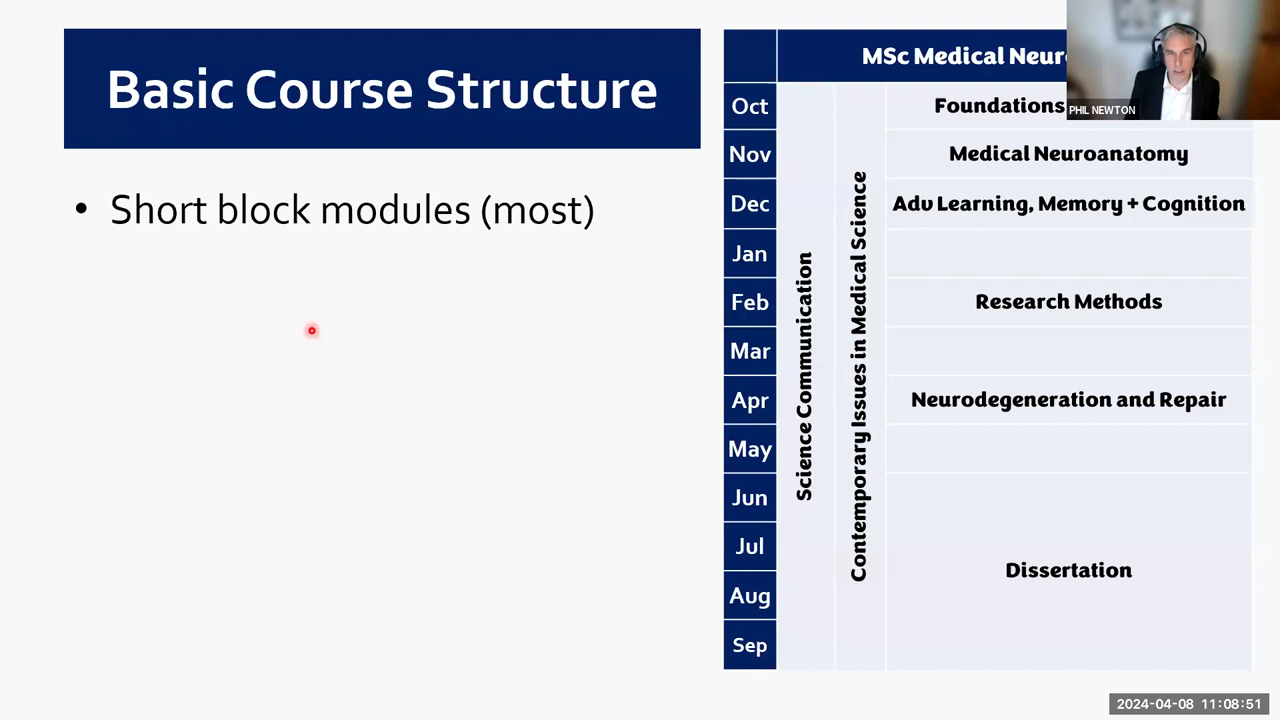 Basic Course Structure
• Short block modules (most)
MSc Medical
Oct
Foundations
Nov
Medical Neuroanatomy
Dec
Adv Learning, Memory + Cognition
Jan
Feb
Research Methods
Mar
Apr
Neurodegeneration and Repair
May
Jun
Jul
Aug
Sep
Dissertation
Science Communication
Contemporary Issues in Medical Science
PHIL NEWTON
2024-04-08 11:08:51